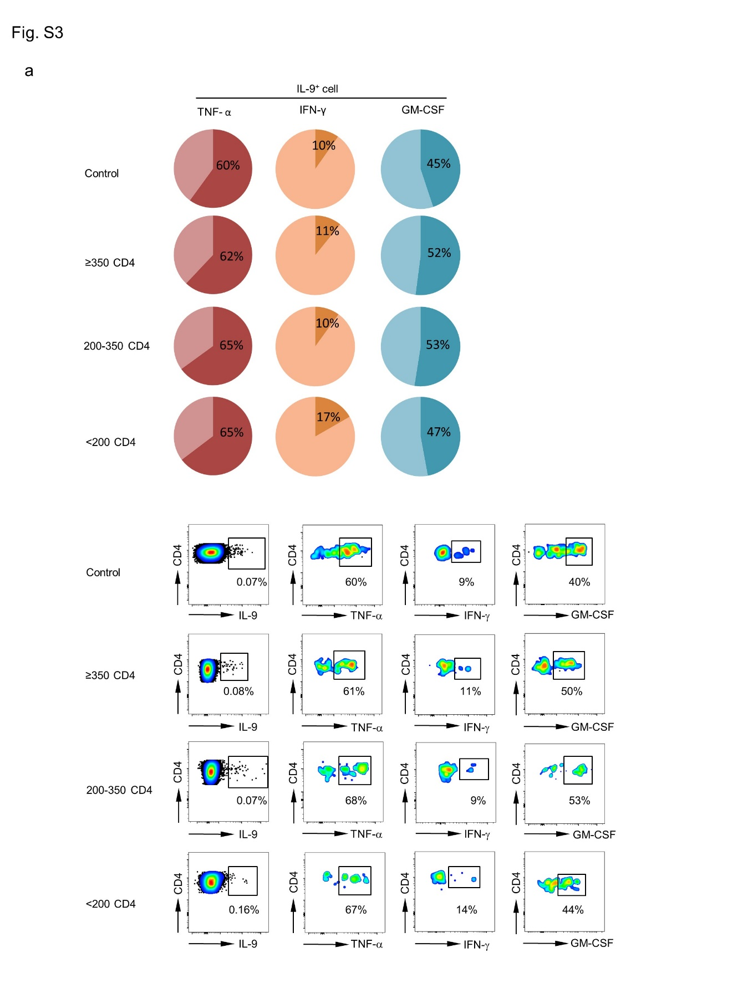 Fig. S3
a
IL-9⁺ cell
TNF- α
IFN-γ
GM-CSF
Control
60%
10%
45%
≥350 CD4
62%
11%
52%
200-350 CD4
65%
10%
53%
<200 CD4
65%
17%
47%
Control
CD4
0.07%
IL-9
CD4
60%
TNF-α
CD4
9%
IFN-γ
CD4
40%
GM-CSF
≥350 CD4
CD4
0.08%
IL-9
CD4
61%
TNF-α
CD4
11%
IFN-γ
CD4
50%
GM-CSF
200-350 CD4
CD4
0.07%
IL-9
CD4
68%
TNF-α
CD4
9%
IFN-γ
CD4
53%
GM-CSF
<200 CD4
CD4
0.16%
IL-9
CD4
67%
TNF-α
CD4
14%
IFN-γ
CD4
44%
GM-CSF